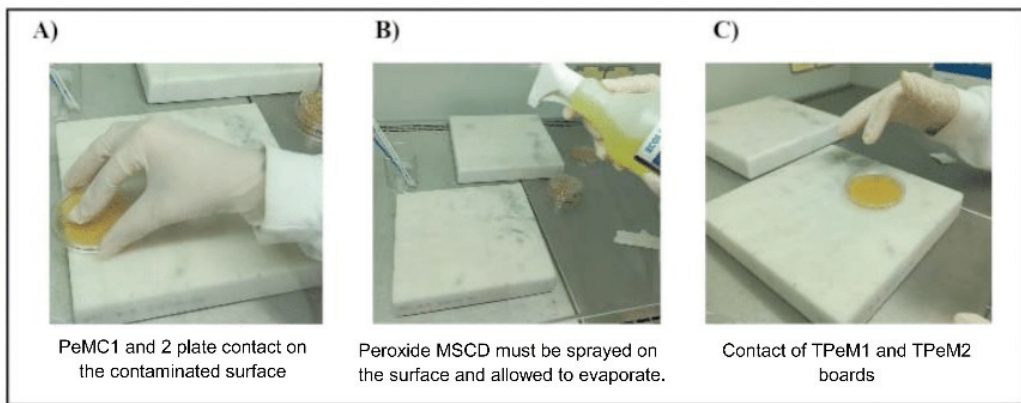 A)
B)
C)
ECO
PeMC1 and 2 plate contact on
the contaminated surface
Peroxide MSCD must be sprayed on
the surface and allowed to evaporate.
Contact of TPeM1 and TPeM2
boards